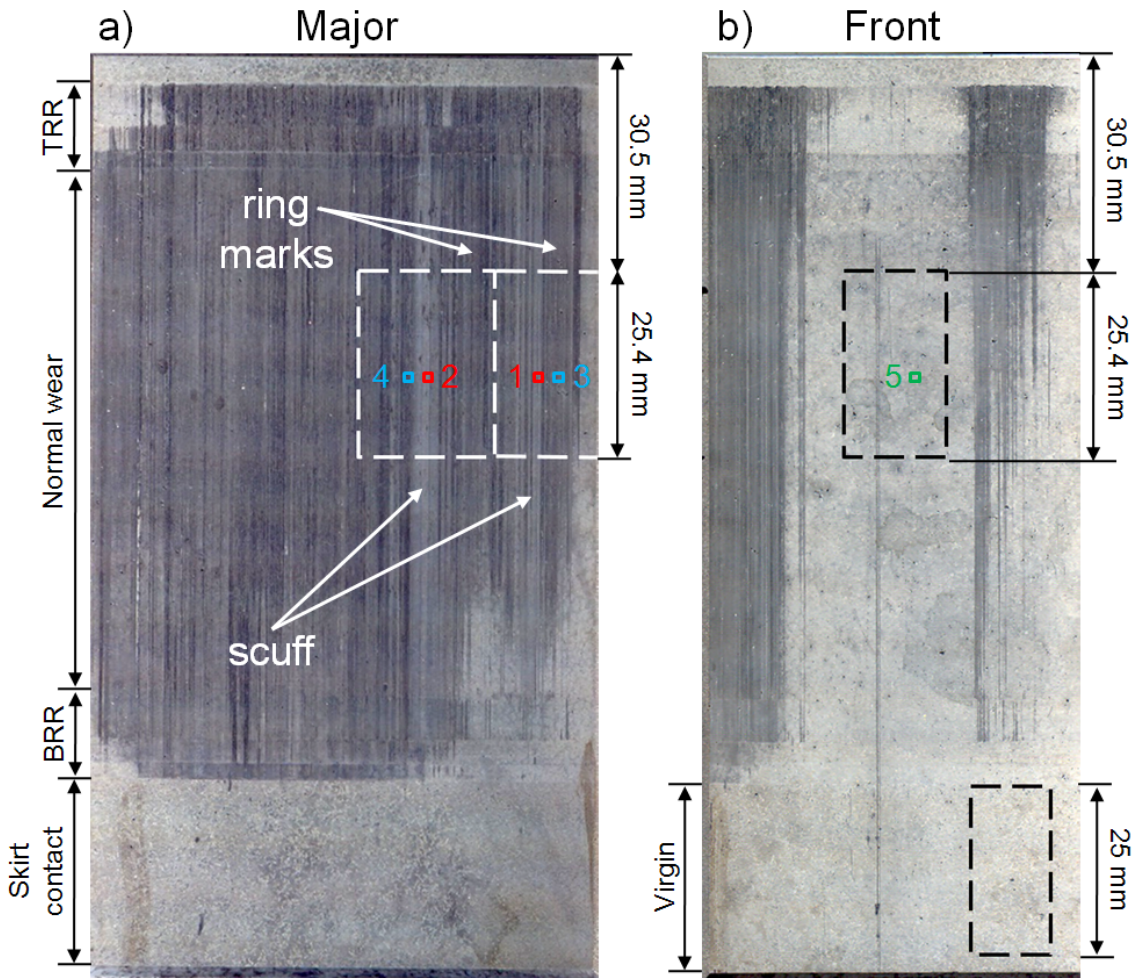 a) Major
b) Front
TRR
Normal wear
BRR
Skirt
contact
ring
marks
4 2 1 3
scuff
30.5 mm
25.4 mm
5
30.5 mm
25.4 mm
Virgin
25 mm